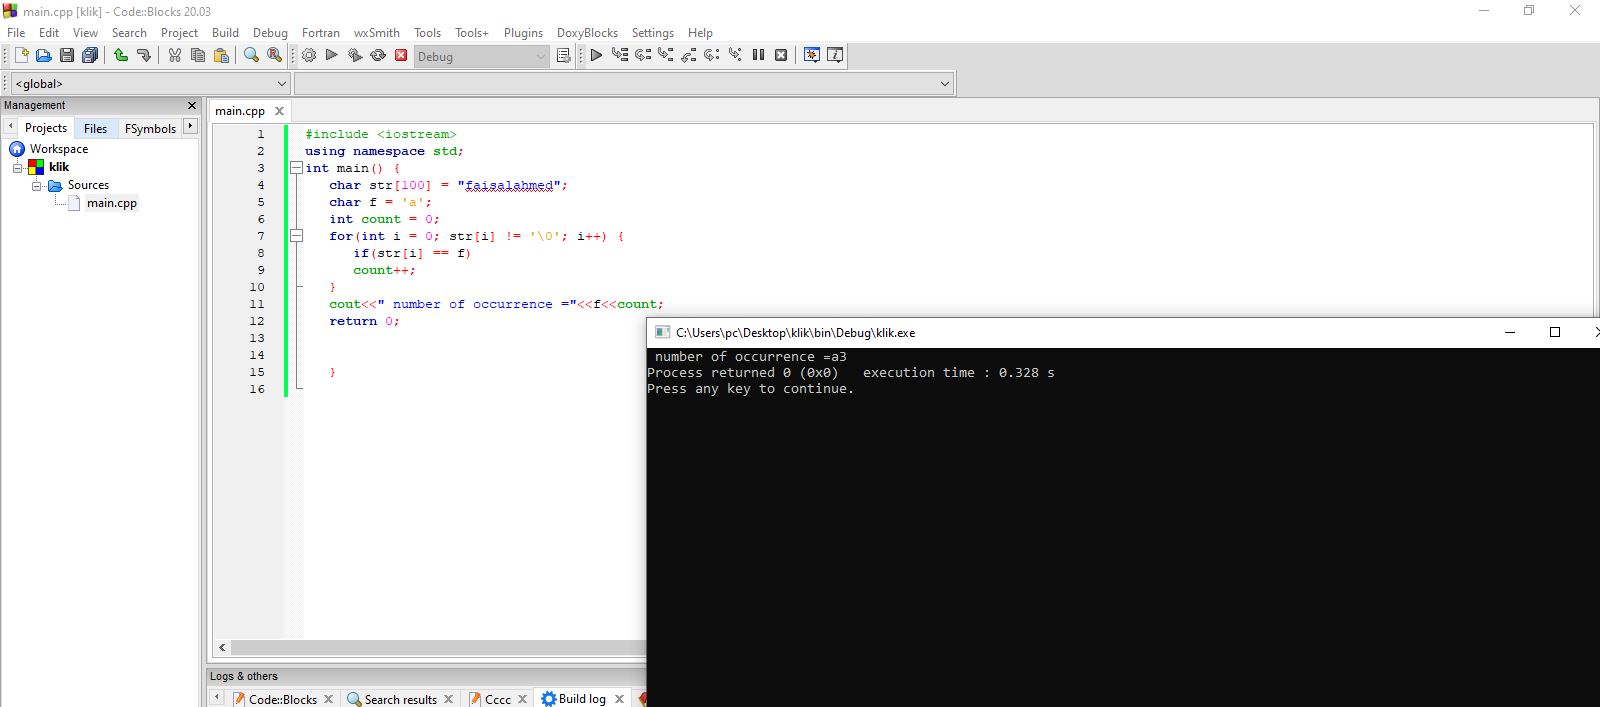 main.cpp [klik] - Code::Blocks 20.03
File Edit View Search Project Build Debug Fortran wxSmith Tools Tools+ Plugins DoxyBlocks Settings Help
Debug
<global>
Management
Projects Files FSymbols
Workspace
klik
Sources
main.cpp
main.cpp
1 #include <iostream>
2 using namespace std;
3 int main() {
4 char str[100] = "faisalahmed";
5 char f = 'a';
6 int count = 0;
7 for(int i = 0; str[i] != '\0'; i++) {
8 if(str[i] == f)
9 count++;
10 }
11 cout<<" number of occurrence ="<<f<<count;
12 return 0;
13
14
15 }
16
C:\Users\pc\Desktop\klik\bin\Debug\klik.exe
number of occurrence =a3
Process returned 0 (0x0) execution time : 0.328 s
Press any key to continue.
Logs & others
Code::Blocks Search results Cccc Build log